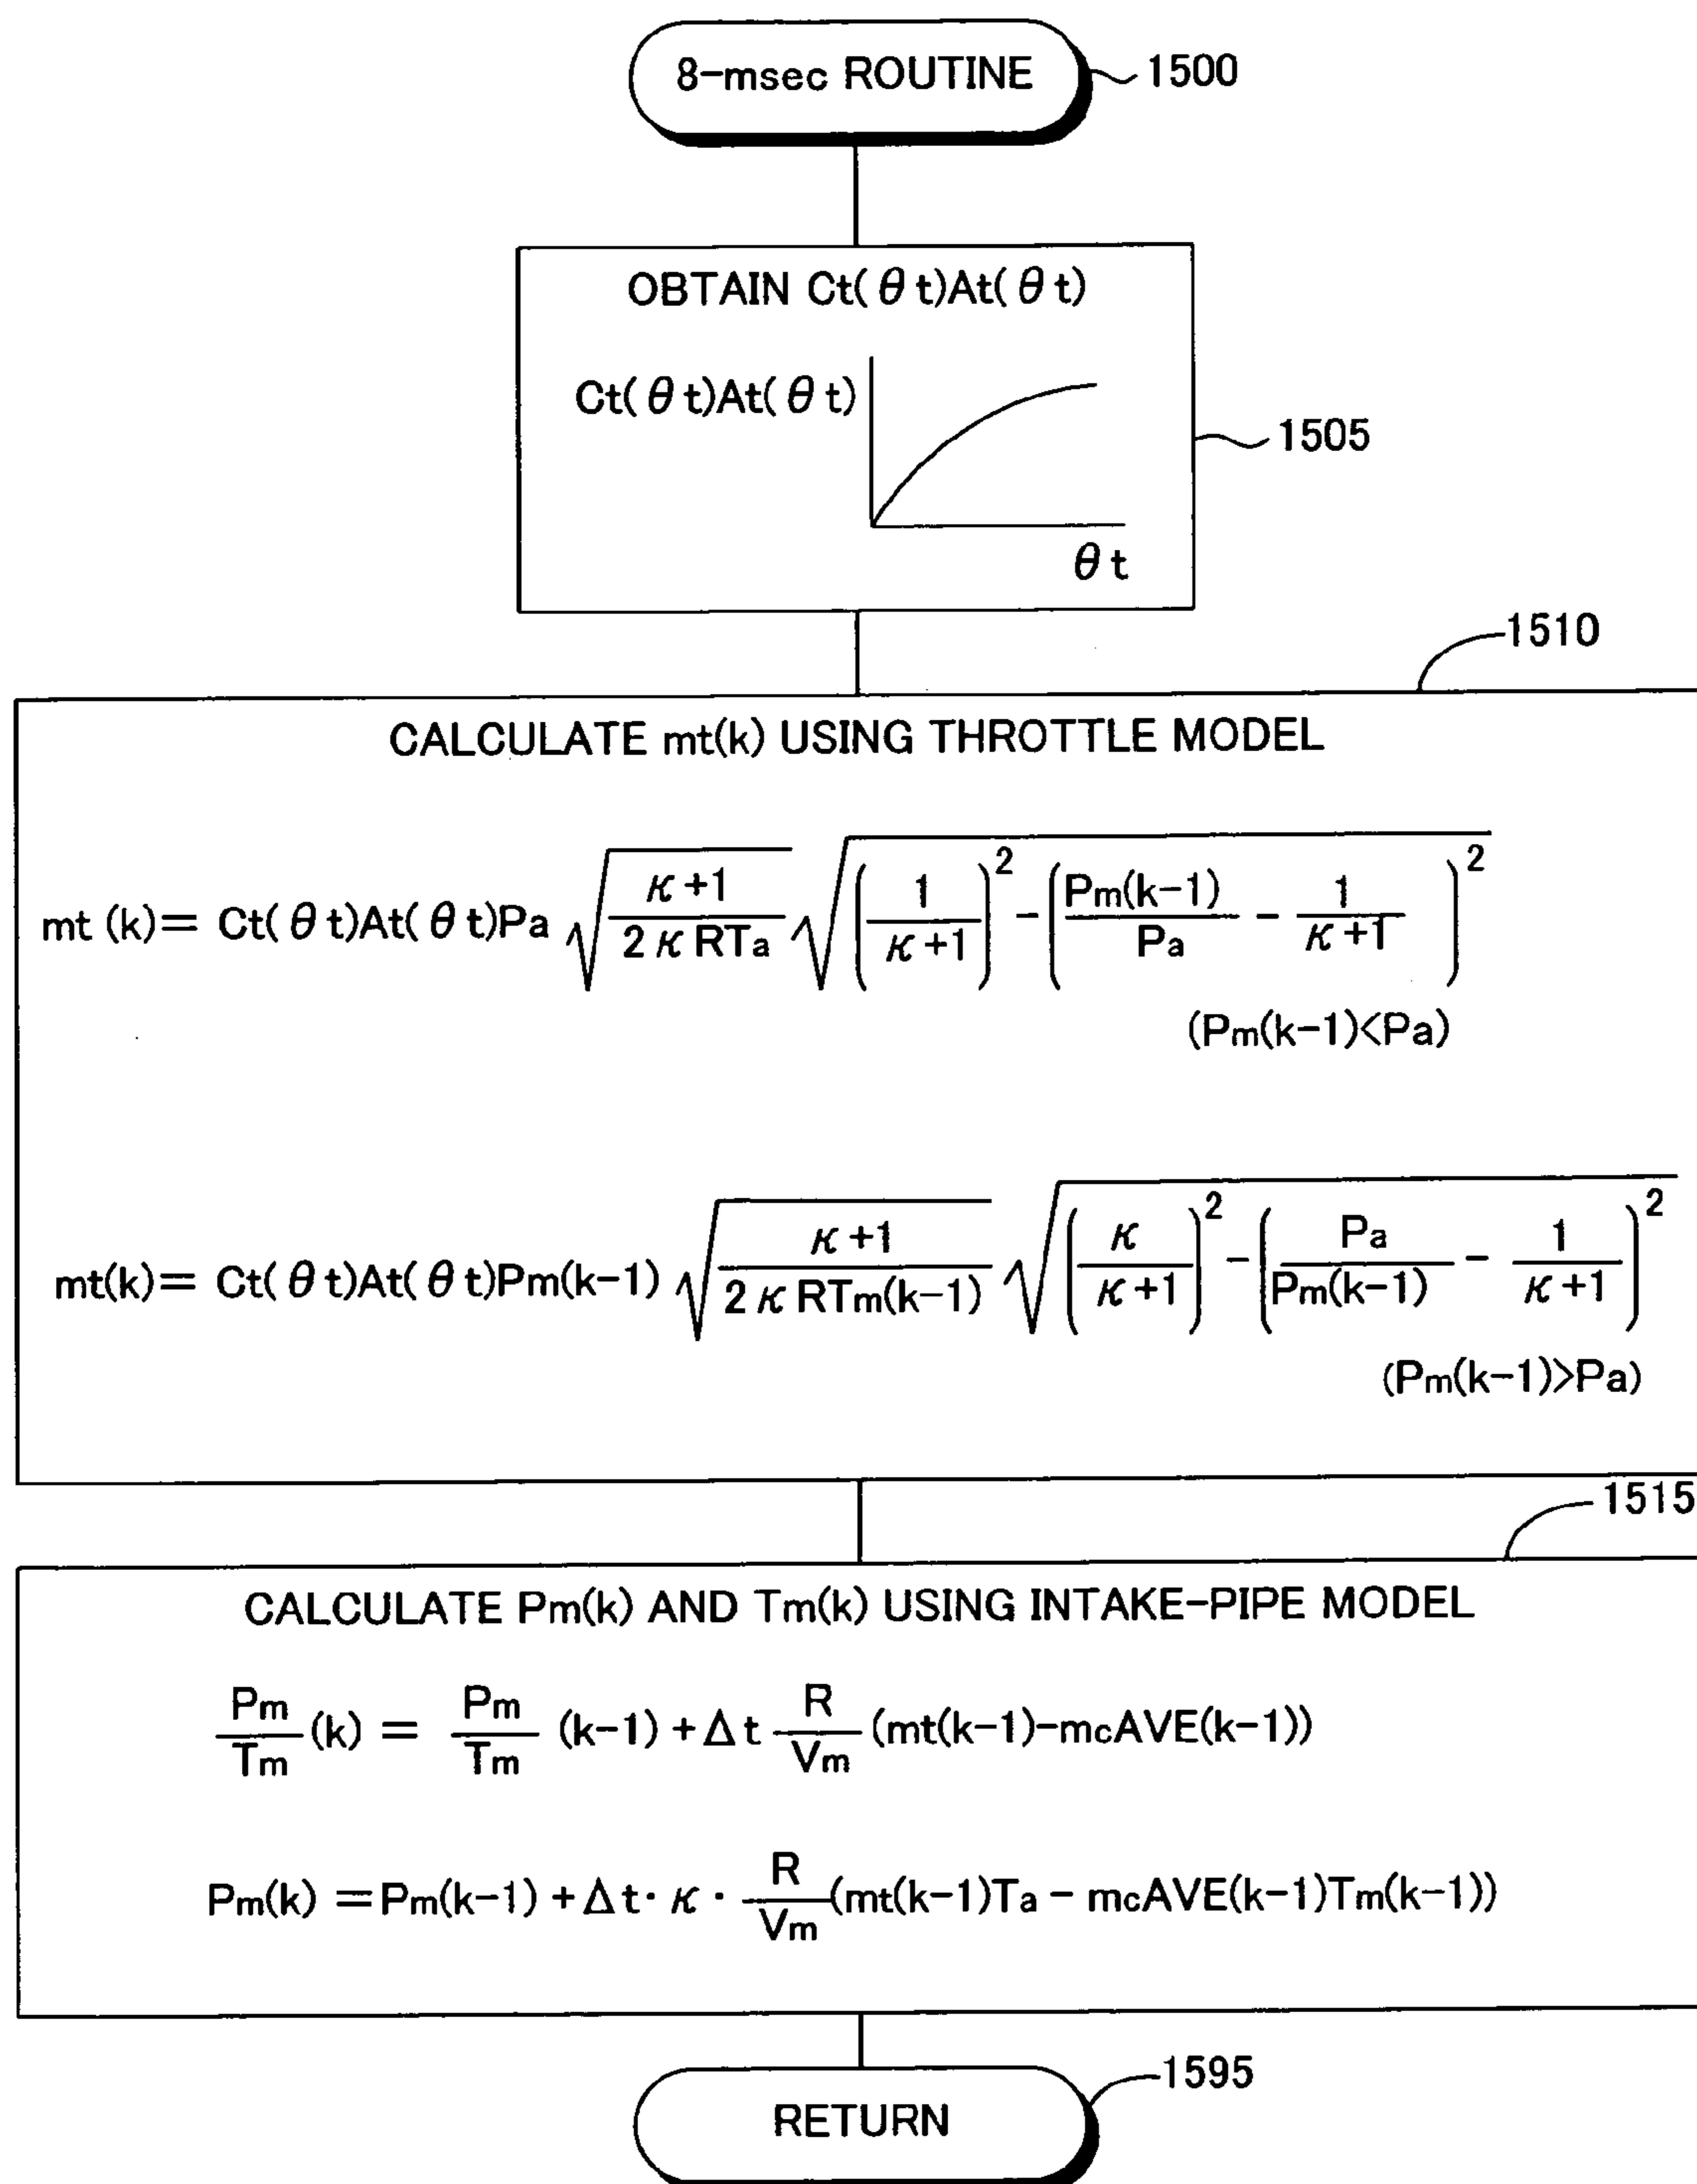 8-msec ROUTINE
1500
OBTAIN Ct(θt)At(θt)
Ct(θt)At(θt)
θt
1505
1510
CALCULATE mt(k) USING THROTTLE MODEL
mt(k)= Ct(θt)At(θt)Pa √((κ+1)/(2κRTa)) √((1/(κ+1))² - (Pm(k-1)/Pa - 1/(κ+1))²)
(Pm(k-1)<Pa)
mt(k)= Ct(θt)At(θt)Pm(k-1) √((κ+1)/(2κRTm(k-1))) √((κ/(κ+1))² - (Pa/Pm(k-1) - 1/(κ+1))²)
(Pm(k-1)>Pa)
1515
CALCULATE Pm(k) AND Tm(k) USING INTAKE-PIPE MODEL
Pm/Tm (k) = Pm/Tm (k-1) + Δt R/Vm (mt(k-1)-mcAVE(k-1))
Pm(k) = Pm(k-1) + Δt· κ · R/Vm (mt(k-1)Ta - mcAVE(k-1)Tm(k-1))
1595
RETURN